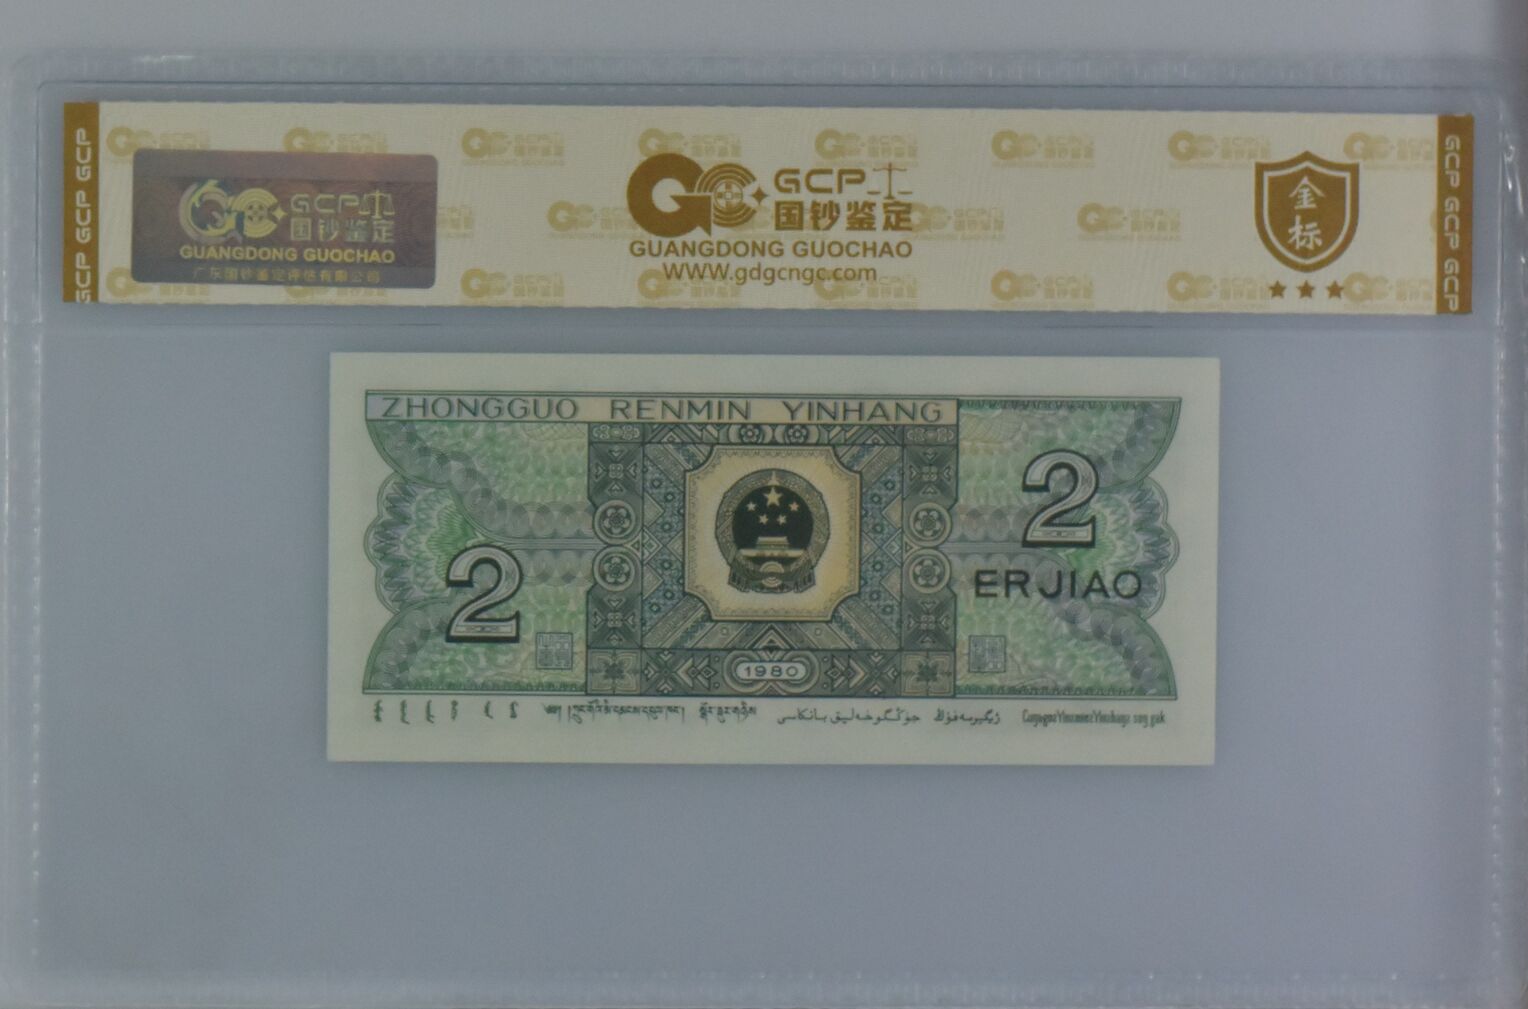 GCP GCP GCP
GCP
国钞鉴定
GUANGDONG GUOCHAO
广东国钞鉴定评估有限公司
GCP
国钞鉴定
GUANGDONG GUOCHAO
WWW.gdgcngc.com
金
标
GCP GCP GCP
ZHONGGUO RENMIN YINHANG
2
ERJIAO
2
1980